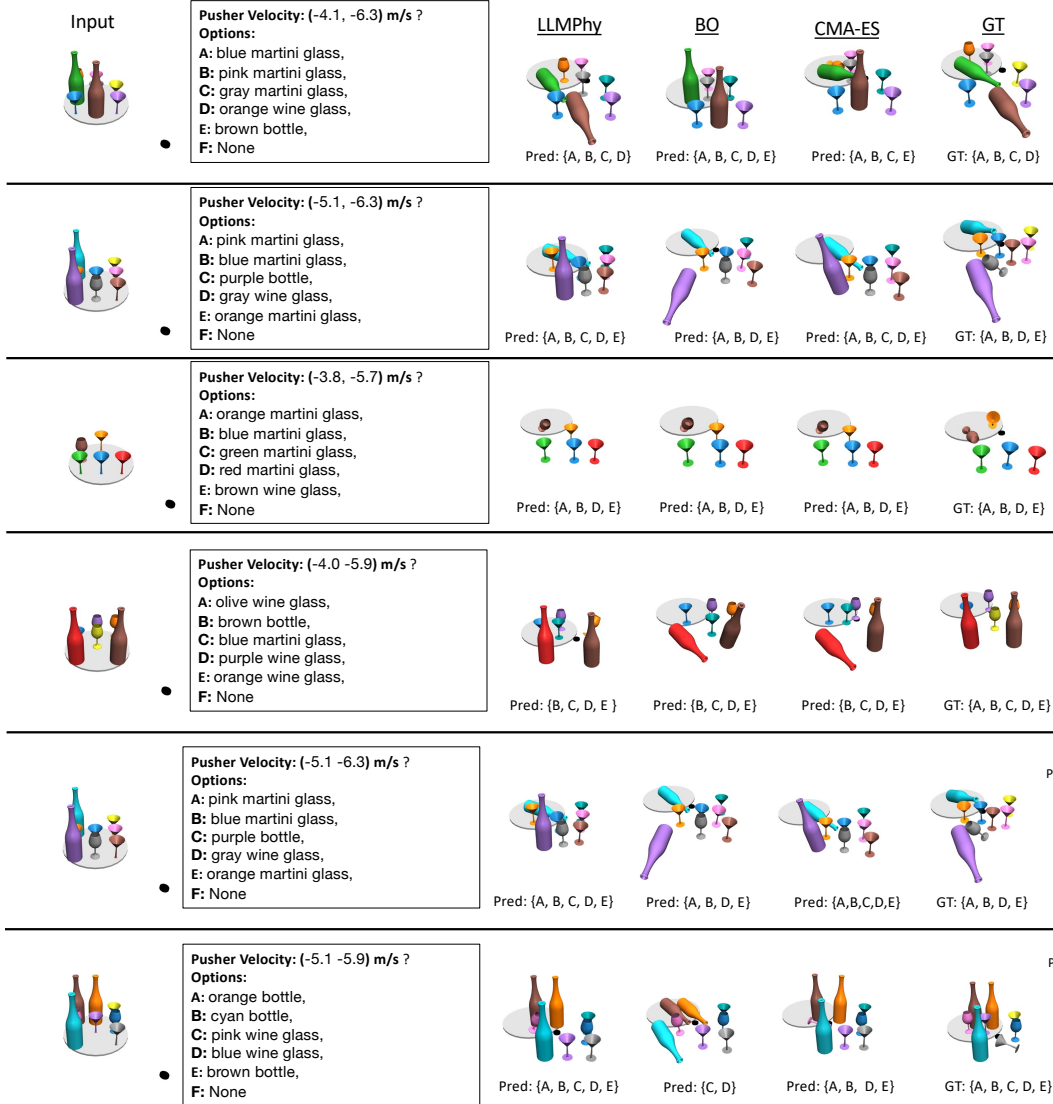 Input
LLMPhy
BO
CMA-ES
GT
Pusher Velocity: (-4.1, -6.3) m/s ?
Options:
A: blue martini glass,
B: pink martini glass,
C: gray martini glass,
D: orange wine glass,
E: brown bottle,
F: None
Pred: {A, B, C, D}
Pred: {A, B, C, D, E}
Pred: {A, B, C, E}
GT: {A, B, C, D}
Pusher Velocity: (-5.1, -6.3) m/s ?
Options:
A: pink martini glass,
B: blue martini glass,
C: purple bottle,
D: gray wine glass,
E: orange martini glass,
F: None
Pred: {A, B, C, D, E}
Pred: {A, B, D, E}
Pred: {A, B, C, D, E}
GT: {A, B, D, E}
Pusher Velocity: (-3.8, -5.7) m/s ?
Options:
A: orange martini glass,
B: blue martini glass,
C: green martini glass,
D: red martini glass,
E: brown wine glass,
F: None
Pred: {A, B, D, E}
Pred: {A, B, D, E}
Pred: {A, B, D, E}
GT: {A, B, D, E}
Pusher Velocity: (-4.0 -5.9) m/s ?
Options:
A: olive wine glass,
B: brown bottle,
C: blue martini glass,
D: purple wine glass,
E: orange wine glass,
F: None
Pred: {B, C, D, E }
Pred: {B, C, D, E}
Pred: {B, C, D, E}
GT: {A, B, C, D, E}
Pusher Velocity: (-5.1 -6.3) m/s ?
Options:
A: pink martini glass,
B: blue martini glass,
C: purple bottle,
D: gray wine glass,
E: orange martini glass,
F: None
P
Pred: {A, B, C, D, E}
Pred: {A, B, D, E}
Pred: {A,B,C,D,E}
GT: {A, B, D, E}
Pusher Velocity: (-5.1 -5.9) m/s ?
Options:
A: orange bottle,
B: cyan bottle,
C: pink wine glass,
D: blue wine glass,
E: brown bottle,
F: None
P
Pred: {A, B, C, D, E}
Pred: {C, D}
Pred: {A, B,  D, E}
GT: {A, B, C, D, E}